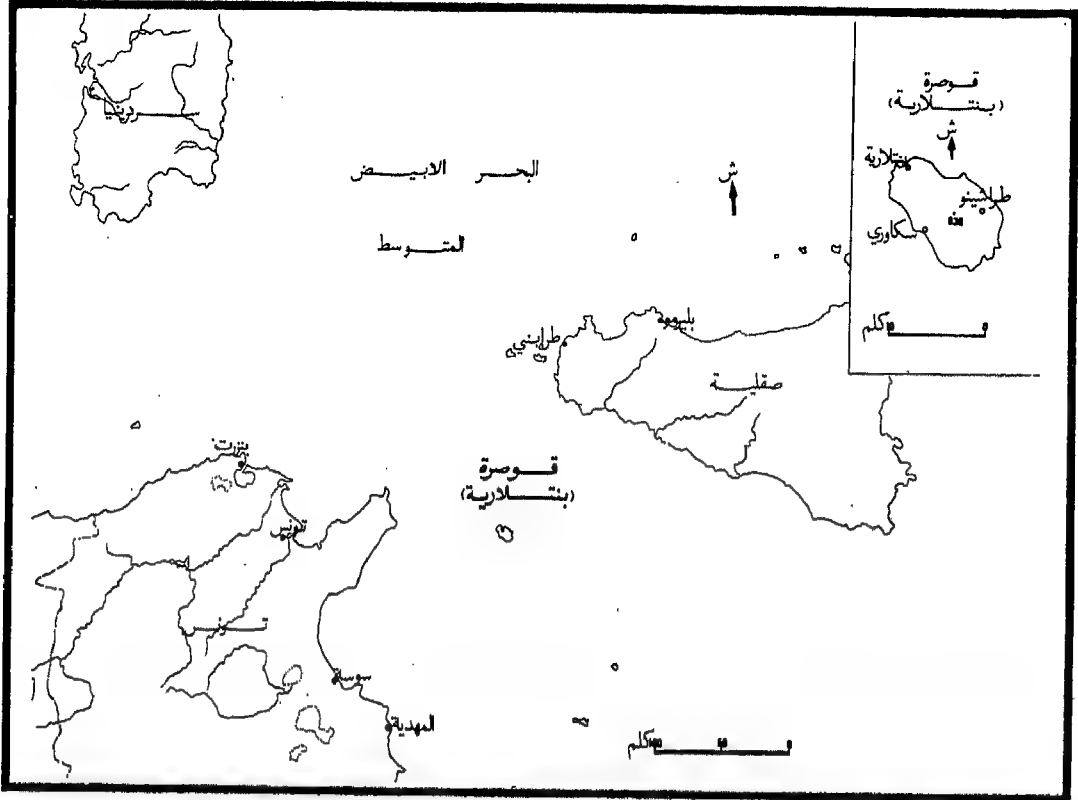 سردينيا
البحر الابيض
المتوسط
ش
قوصرة
(بنتلارية)
ش
بنتلارية
طراشينو
سكاوري
كلم
بليرمو
طرابني
صقلية
بنزرت
قوصرة
(بنتلارية)
تونس
تونس
سوسة
المهدية
كلم